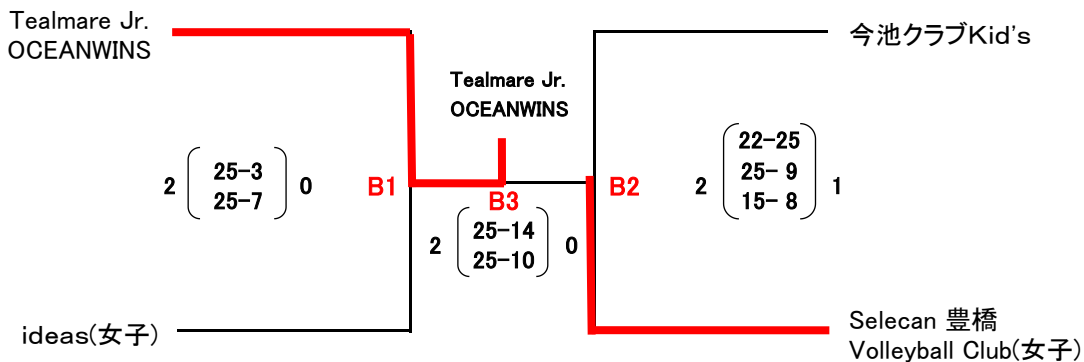 Tealmare Jr.
OCEANWINS
今池クラブKid's
Tealmare Jr.
OCEANWINS
2
25-3
25-7
0
B1
B2
2
22-25
25- 9
15- 8
1
B3
2
25-14
25-10
0
ideas(女子)
Selecan 豊橋
Volleyball Club(女子)